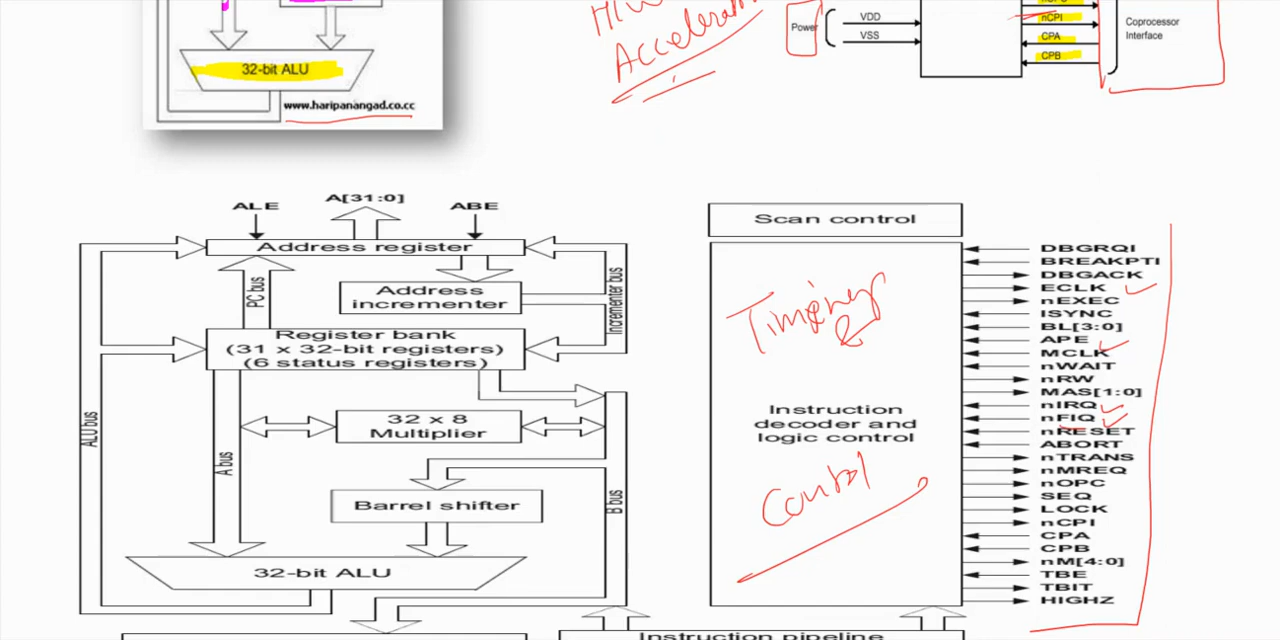 H/W
Accelerator
Power
VDD
VSS
nCPI
CPA
CPB
Coprocessor
Interface
32-bit ALU
www.haripanangad.co.cc
ALE
A[31:0]
ABE
Address register
PC bus
Address
incrementer
Incrementer bus
Register bank
(31 x 32-bit registers)
(6 status registers)
ALU bus
A bus
32 x 8
Multiplier
B bus
Barrel shifter
32-bit ALU
Scan control
Timing
&
Instruction
decoder and
logic control
Control
DBGRQI
BREAKPTI
DBGACK
ECLK
nEXEC
ISYNC
BL[3:0]
APE
MCLK
nWAIT
nRW
MAS[1:0]
nIRQ
nFIQ
nRESET
ABORT
nTRANS
nMREQ
nOPC
SEQ
LOCK
nCPI
CPA
CPB
nM[4:0]
TBE
TBIT
HIGHZ
Instruction pipeline